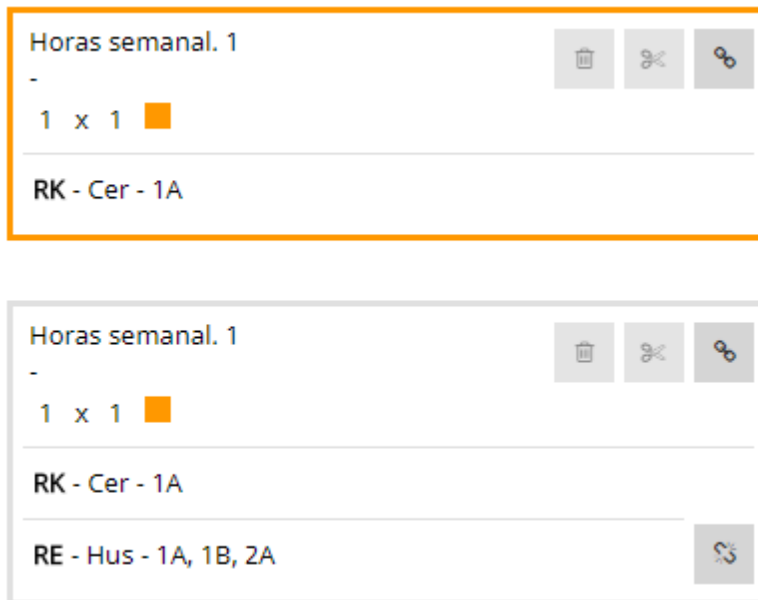 Horas semanal. 1
-
1 x 1
RK - Cer - 1A
Horas semanal. 1
-
1 x 1
RK - Cer - 1A
RE - Hus - 1A, 1B, 2A